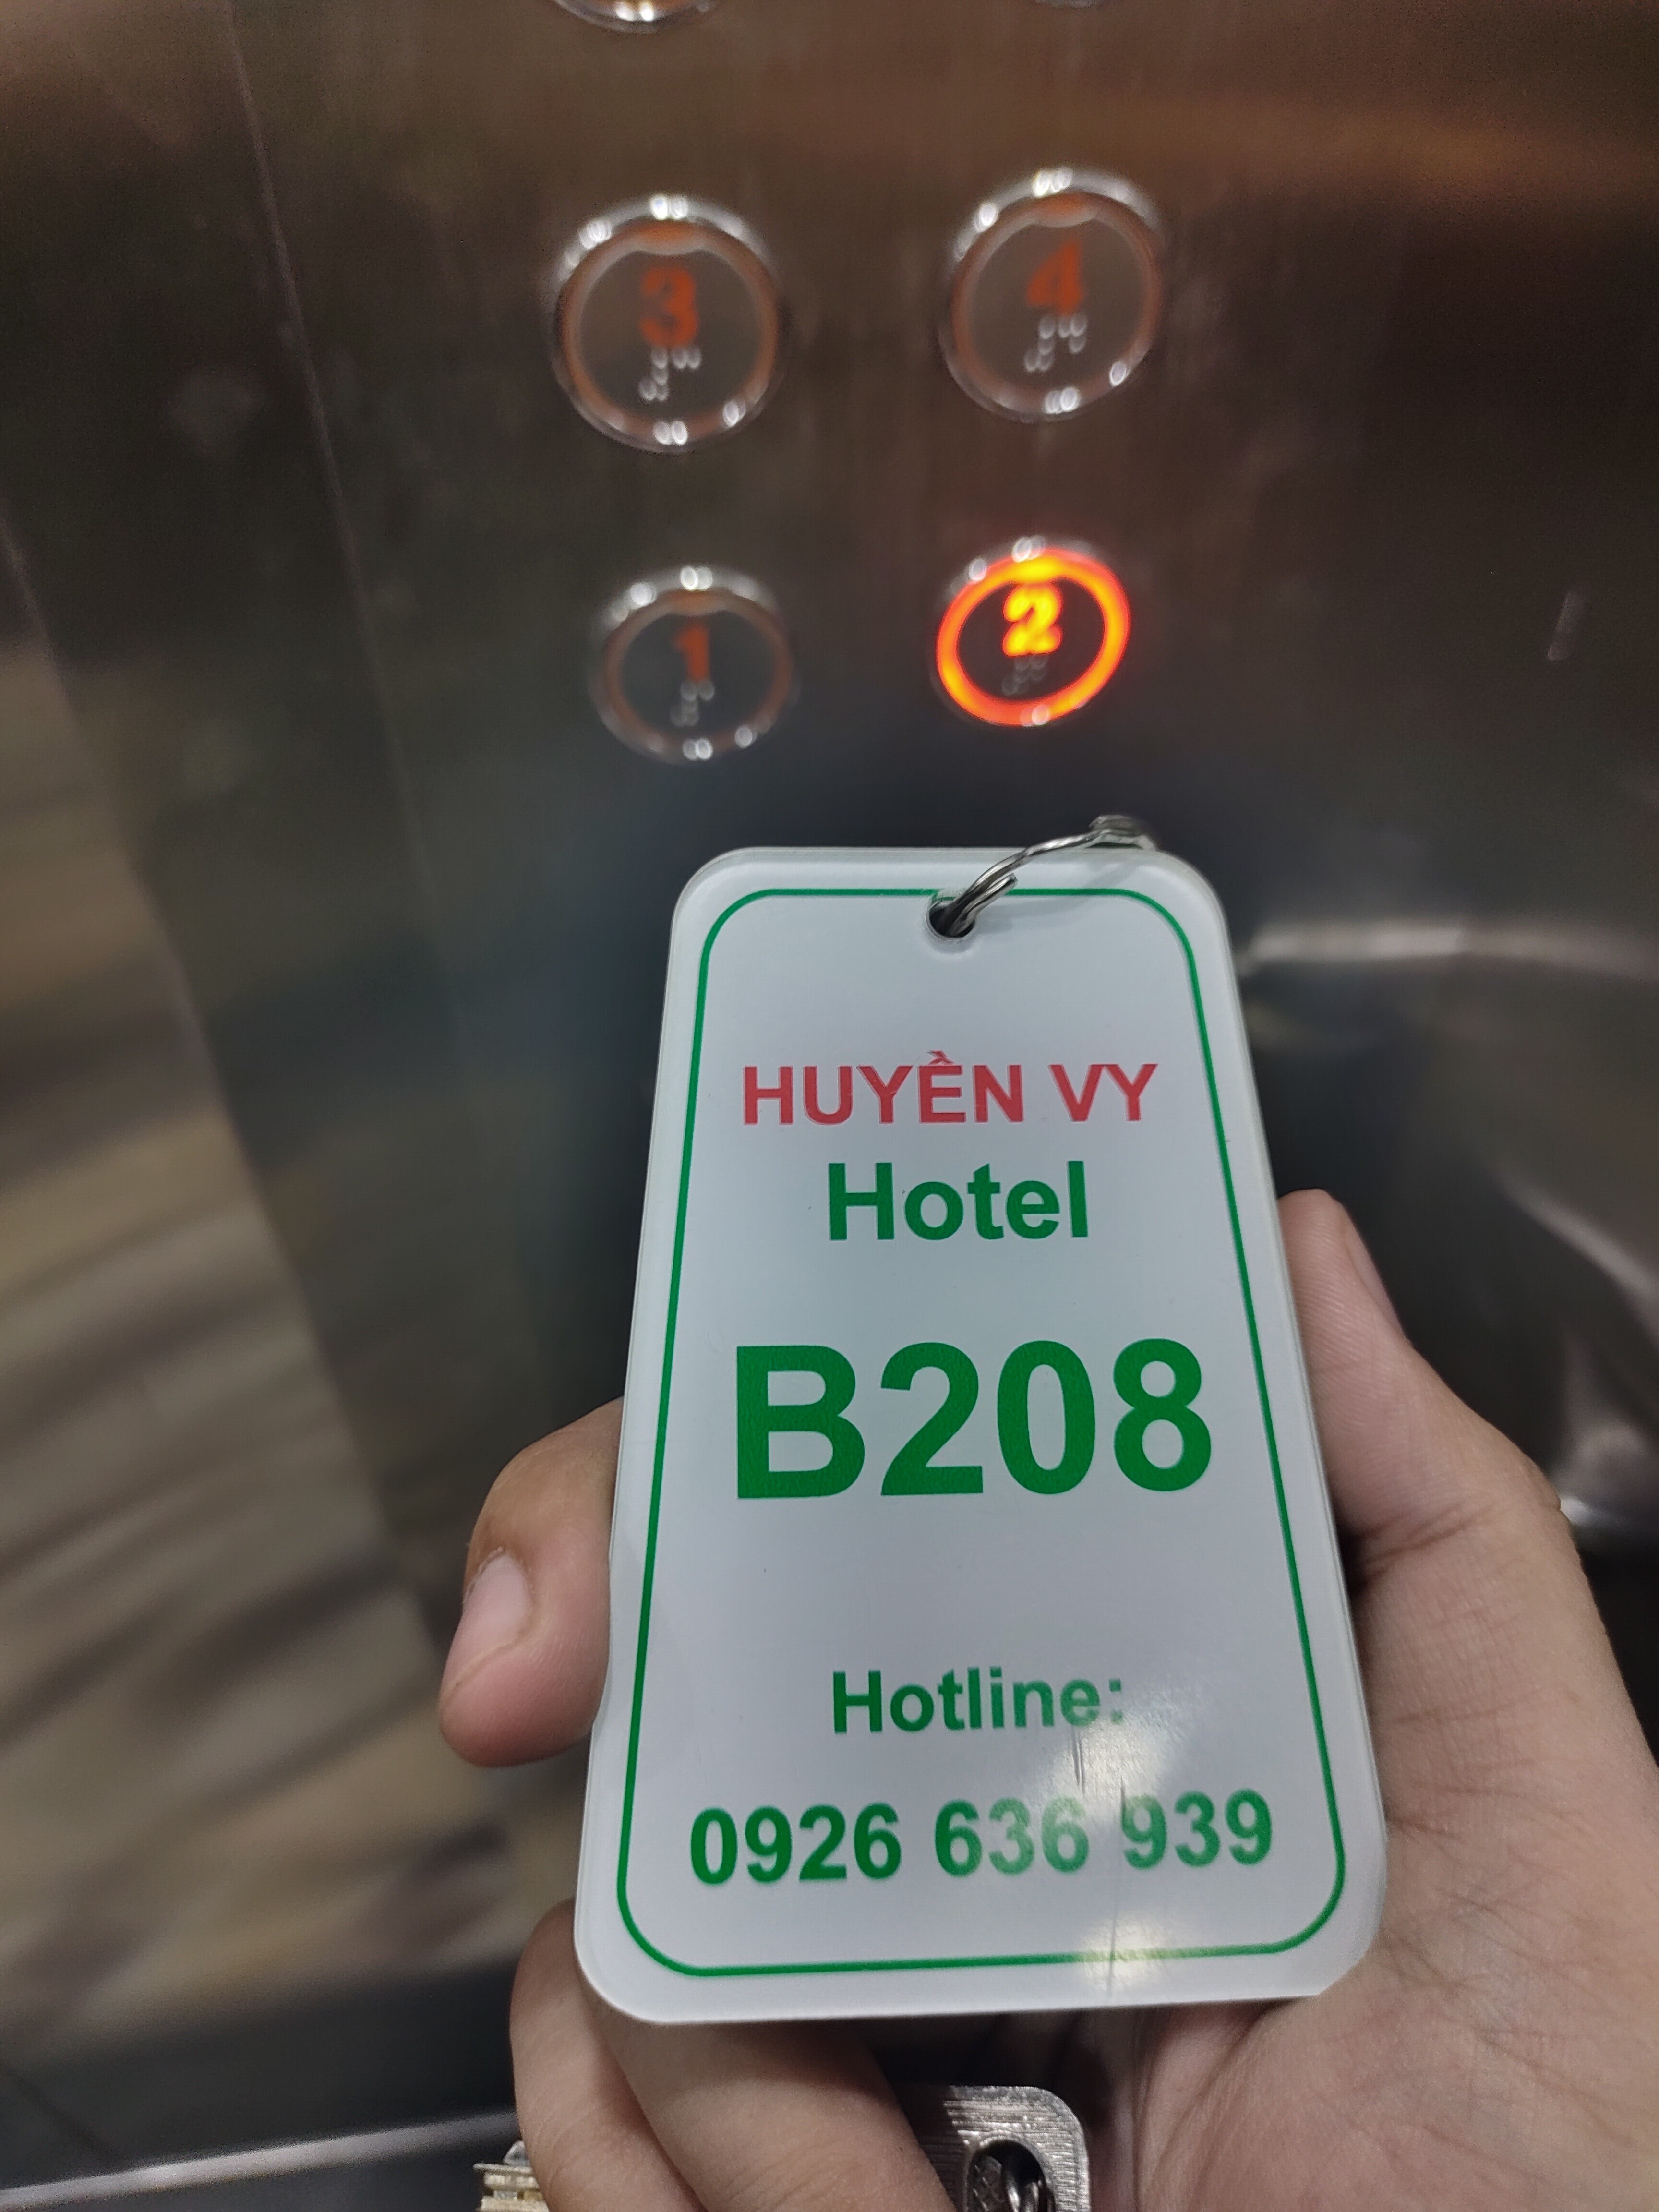 3 4
1 2
HUYỀN VY
Hotel
B208
Hotline:
0926 636 939